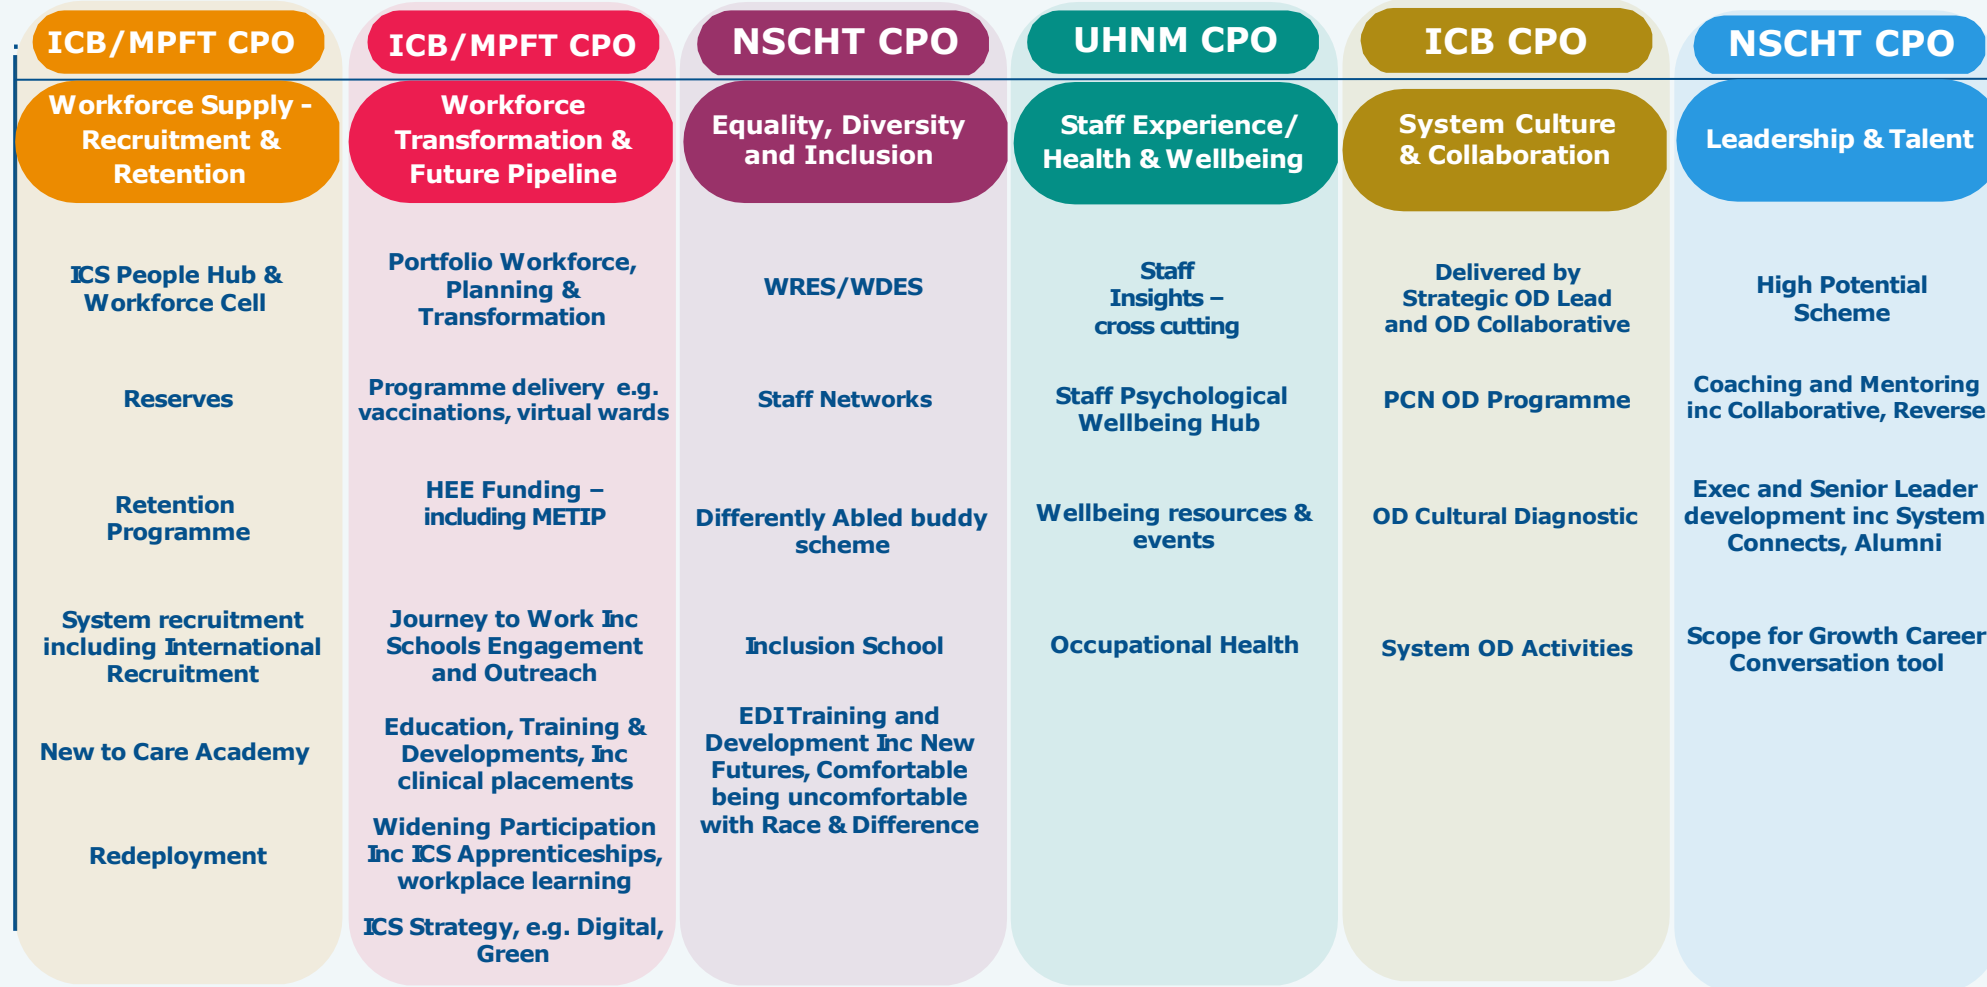 ICB/MPFT CPO
Workforce Supply -
Recruitment &
Retention
ICS People Hub &
Workforce Cell
Reserves
Retention
Programme
System recruitment
including International
Recruitment
New to Care Academy
Redeployment
ICB/MPFT CPO
Workforce
Transformation &
Future Pipeline
Portfolio Workforce,
Planning &
Transformation
Programme delivery e.g.
vaccinations, virtual wards
HEE Funding –
including METIP
Journey to Work Inc
Schools Engagement
and Outreach
Education, Training &
Developments, Inc
clinical placements
Widening Participation
Inc ICS Apprenticeships,
workplace learning
ICS Strategy, e.g. Digital,
Green
NSCHT CPO
Equality, Diversity
and Inclusion
WRES/WDES
Staff Networks
Differently Abled buddy
scheme
Inclusion School
EDI Training and
Development Inc New
Futures, Comfortable
being uncomfortable
with Race & Difference
UHNM CPO
Staff Experience/
Health & Wellbeing
Staff
Insights –
cross cutting
Staff Psychological
Wellbeing Hub
Wellbeing resources &
events
Occupational Health
ICB CPO
System Culture
& Collaboration
Delivered by
Strategic OD Lead
and OD Collaborative
PCN OD Programme
OD Cultural Diagnostic
System OD Activities
NSCHT CPO
Leadership & Talent
High Potential
Scheme
Coaching and Mentoring
inc Collaborative, Reverse
Exec and Senior Leader
development inc System
Connects, Alumni
Scope for Growth Career
Conversation tool